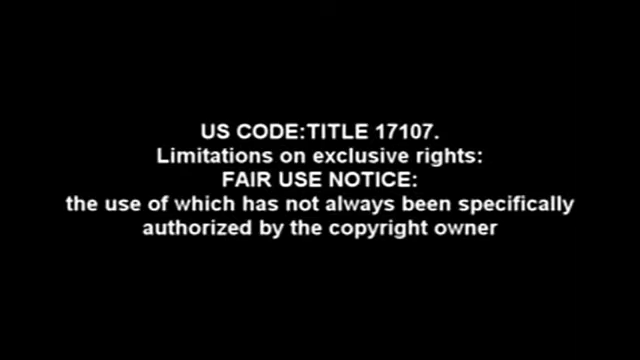 US CODE:TITLE 17107.
Limitations on exclusive rights:
FAIR USE NOTICE:
the use of which has not always been specifically
authorized by the copyright owner